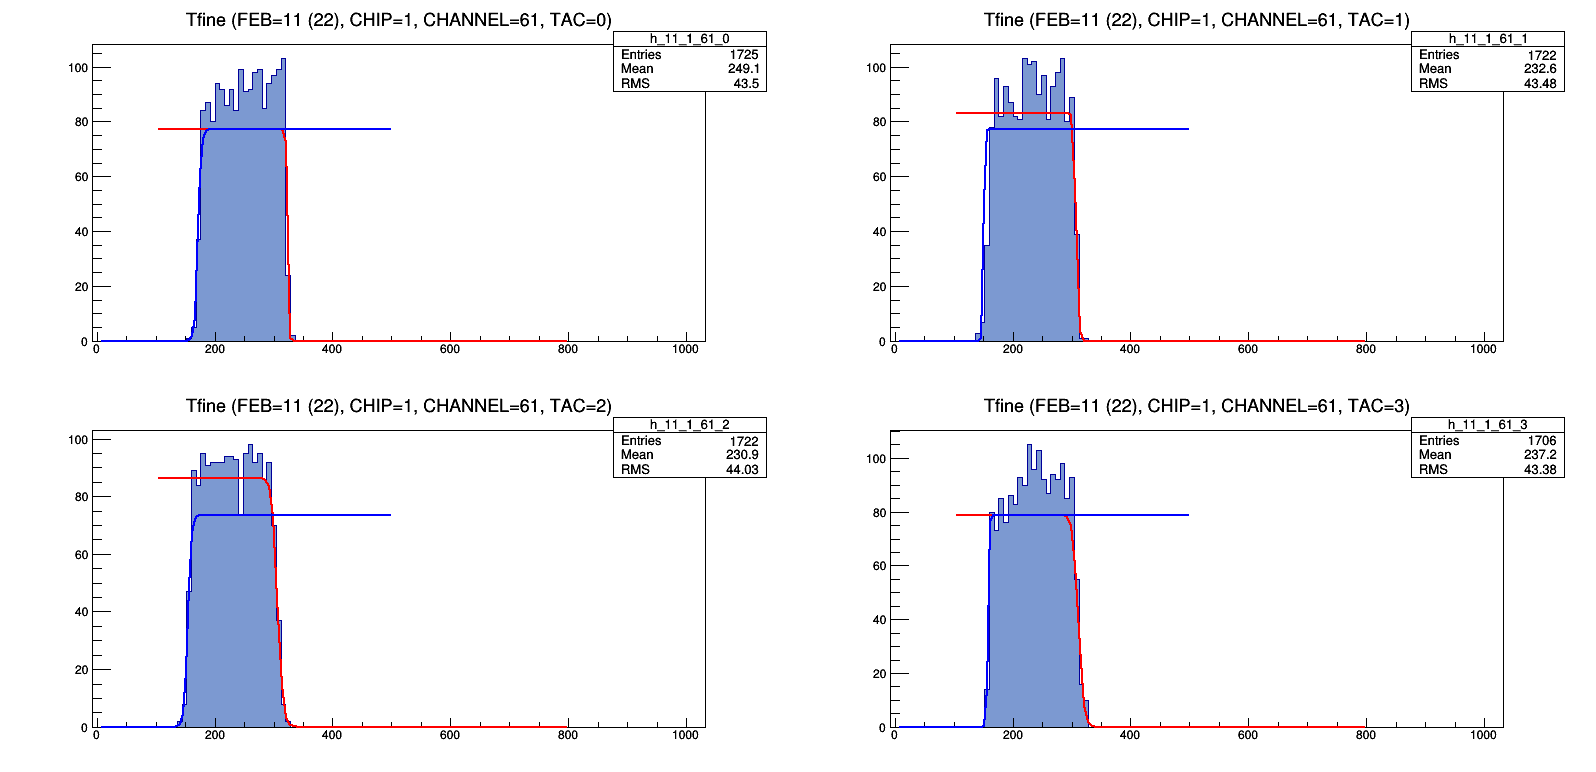 Tfine (FEB=11 (22), CHIP=1, CHANNEL=61, TAC=0)
h_11_1_61_0
Entries 1725
Mean 249.1
RMS 43.5
100
80
60
40
20
0
0 200 400 600 800 1000
Tfine (FEB=11 (22), CHIP=1, CHANNEL=61, TAC=1)
h_11_1_61_1
Entries 1722
Mean 232.6
RMS 43.48
100
80
60
40
20
0
0 200 400 600 800 1000
Tfine (FEB=11 (22), CHIP=1, CHANNEL=61, TAC=2)
h_11_1_61_2
Entries 1722
Mean 230.9
RMS 44.03
100
80
60
40
20
0
0 200 400 600 800 1000
Tfine (FEB=11 (22), CHIP=1, CHANNEL=61, TAC=3)
h_11_1_61_3
Entries 1706
Mean 237.2
RMS 43.38
100
80
60
40
20
0
0 200 400 600 800 1000